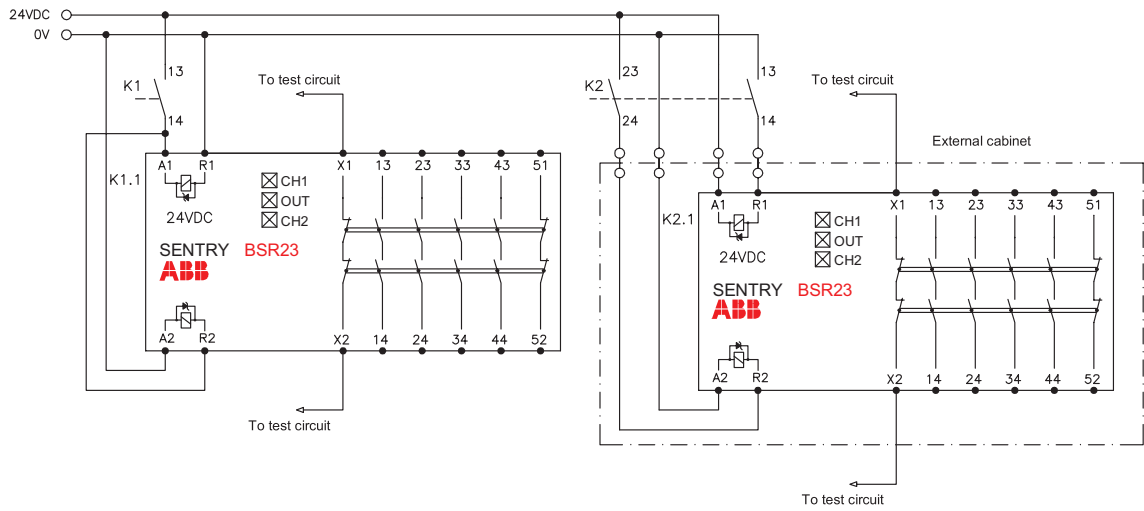 24VDC
0V
13
K1
14
To test circuit
A1 R1 X1 13 23 33 43 51
K1.1
CH1
OUT
CH2
24VDC
SENTRY BSR23
ABB
A2 R2 X2 14 24 34 44 52
To test circuit
23 13
K2
24 14
To test circuit
External cabinet
A1 R1 X1 13 23 33 43 51
K2.1
CH1
OUT
CH2
24VDC
SENTRY BSR23
ABB
A2 R2 X2 14 24 34 44 52
To test circuit